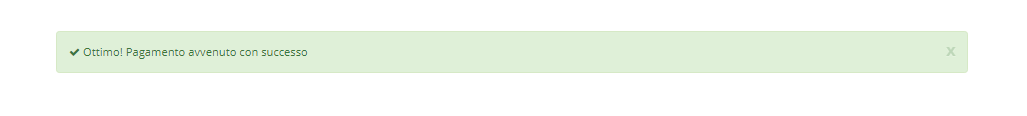 ✔ Ottimo! Pagamento avvenuto con successo x